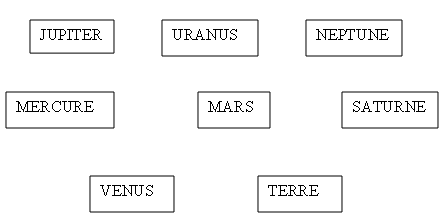 JUPITER URANUS NEPTUNE
MERCURE MARS SATURNE
VENUS TERRE